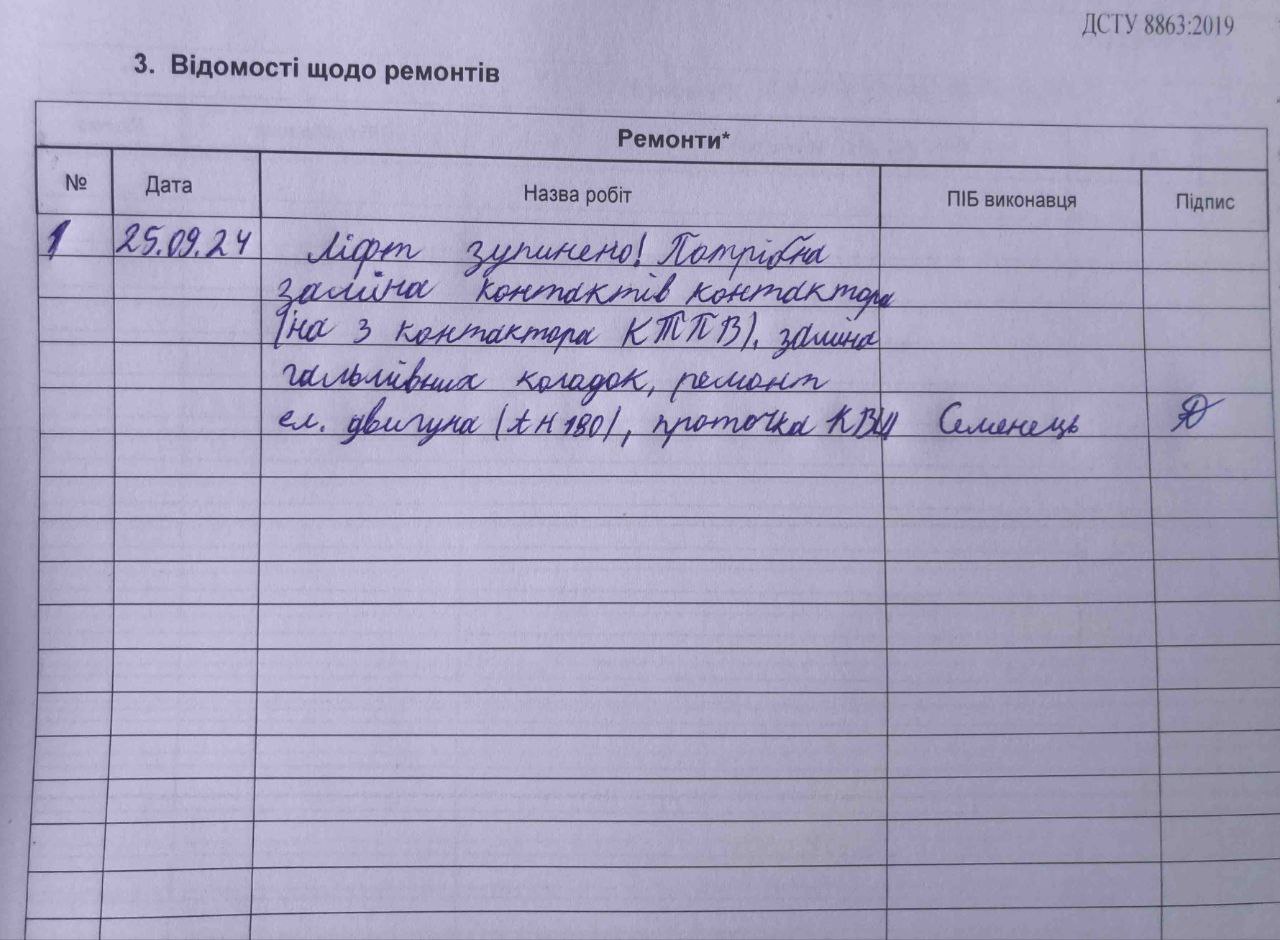 ДСТУ 8863:2019
3. Відомості щодо ремонтів
Ремонти*
№ Дата Назва робіт ПІБ виконавця Підпис
1 25.09.24 Ліфт зупинено! Потрібна
заміна контактів контактора
(на 3 контактора КТПВ), заміна
гальмівних колодок, ремонт
ел. двигуна (АН 180), проточка КВШ Семенець